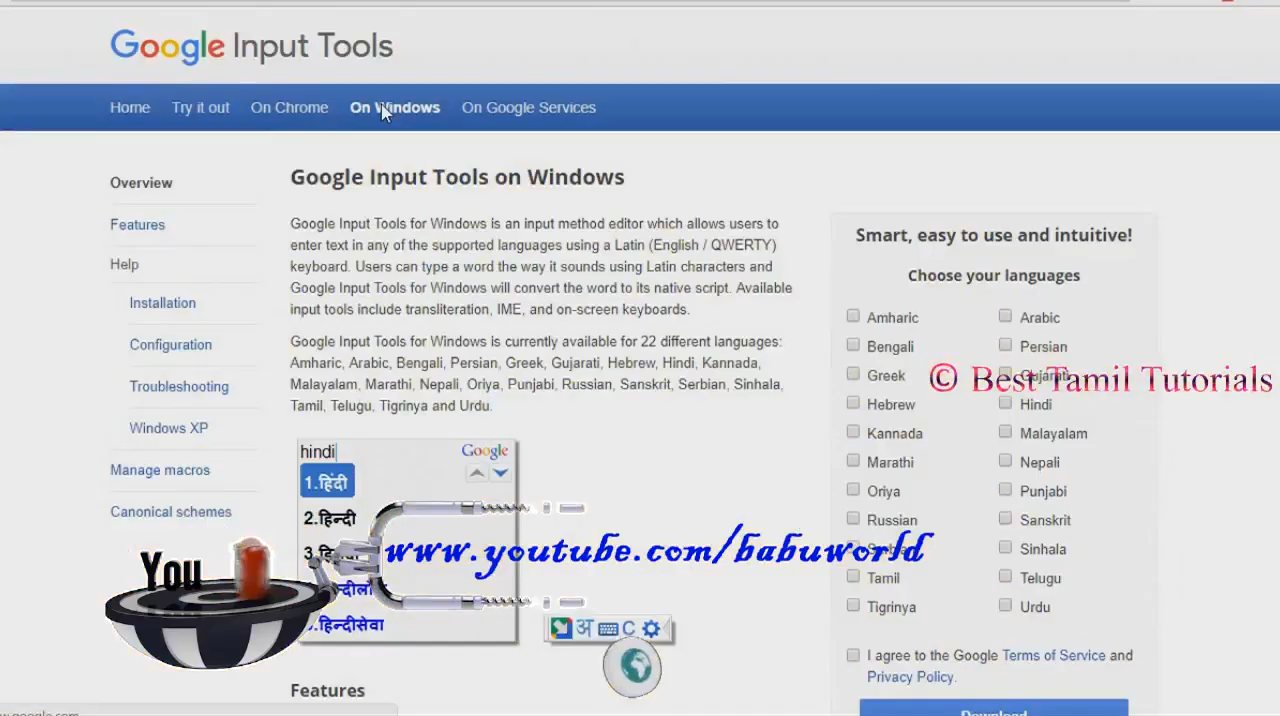 Google Input Tools
Home Try it out On Chrome On Windows On Google Services
Overview
Features
Help
Installation
Configuration
Troubleshooting
Windows XP
Manage macros
Canonical schemes
Google Input Tools on Windows
Google Input Tools for Windows is an input method editor which allows users to
enter text in any of the supported languages using a Latin (English / QWERTY)
keyboard. Users can type a word the way it sounds using Latin characters and
Google Input Tools for Windows will convert the word to its native script. Available
input tools include transliteration, IME, and on-screen keyboards.
Google Input Tools for Windows is currently available for 22 different languages:
Amharic, Arabic, Bengali, Persian, Greek, Gujarati, Hebrew, Hindi, Kannada,
Malayalam, Marathi, Nepali, Oriya, Punjabi, Russian, Sanskrit, Serbian, Sinhala,
Tamil, Telugu, Tigrinya and Urdu.
hindi Google
1.हिंदी
2.हिन्दी
3.
हिन्दीसेवा
अ C
You
www.youtube.com/babuworld
Features
Smart, easy to use and intuitive!
Choose your languages
Amharic Arabic
Bengali Persian
Greek Gujarati
© Best Tamil Tutorials
Hebrew Hindi
Kannada Malayalam
Marathi Nepali
Oriya Punjabi
Russian Sanskrit
Sinhala
Tamil Telugu
Tigrinya Urdu
I agree to the Google Terms of Service and
Privacy Policy.
Download